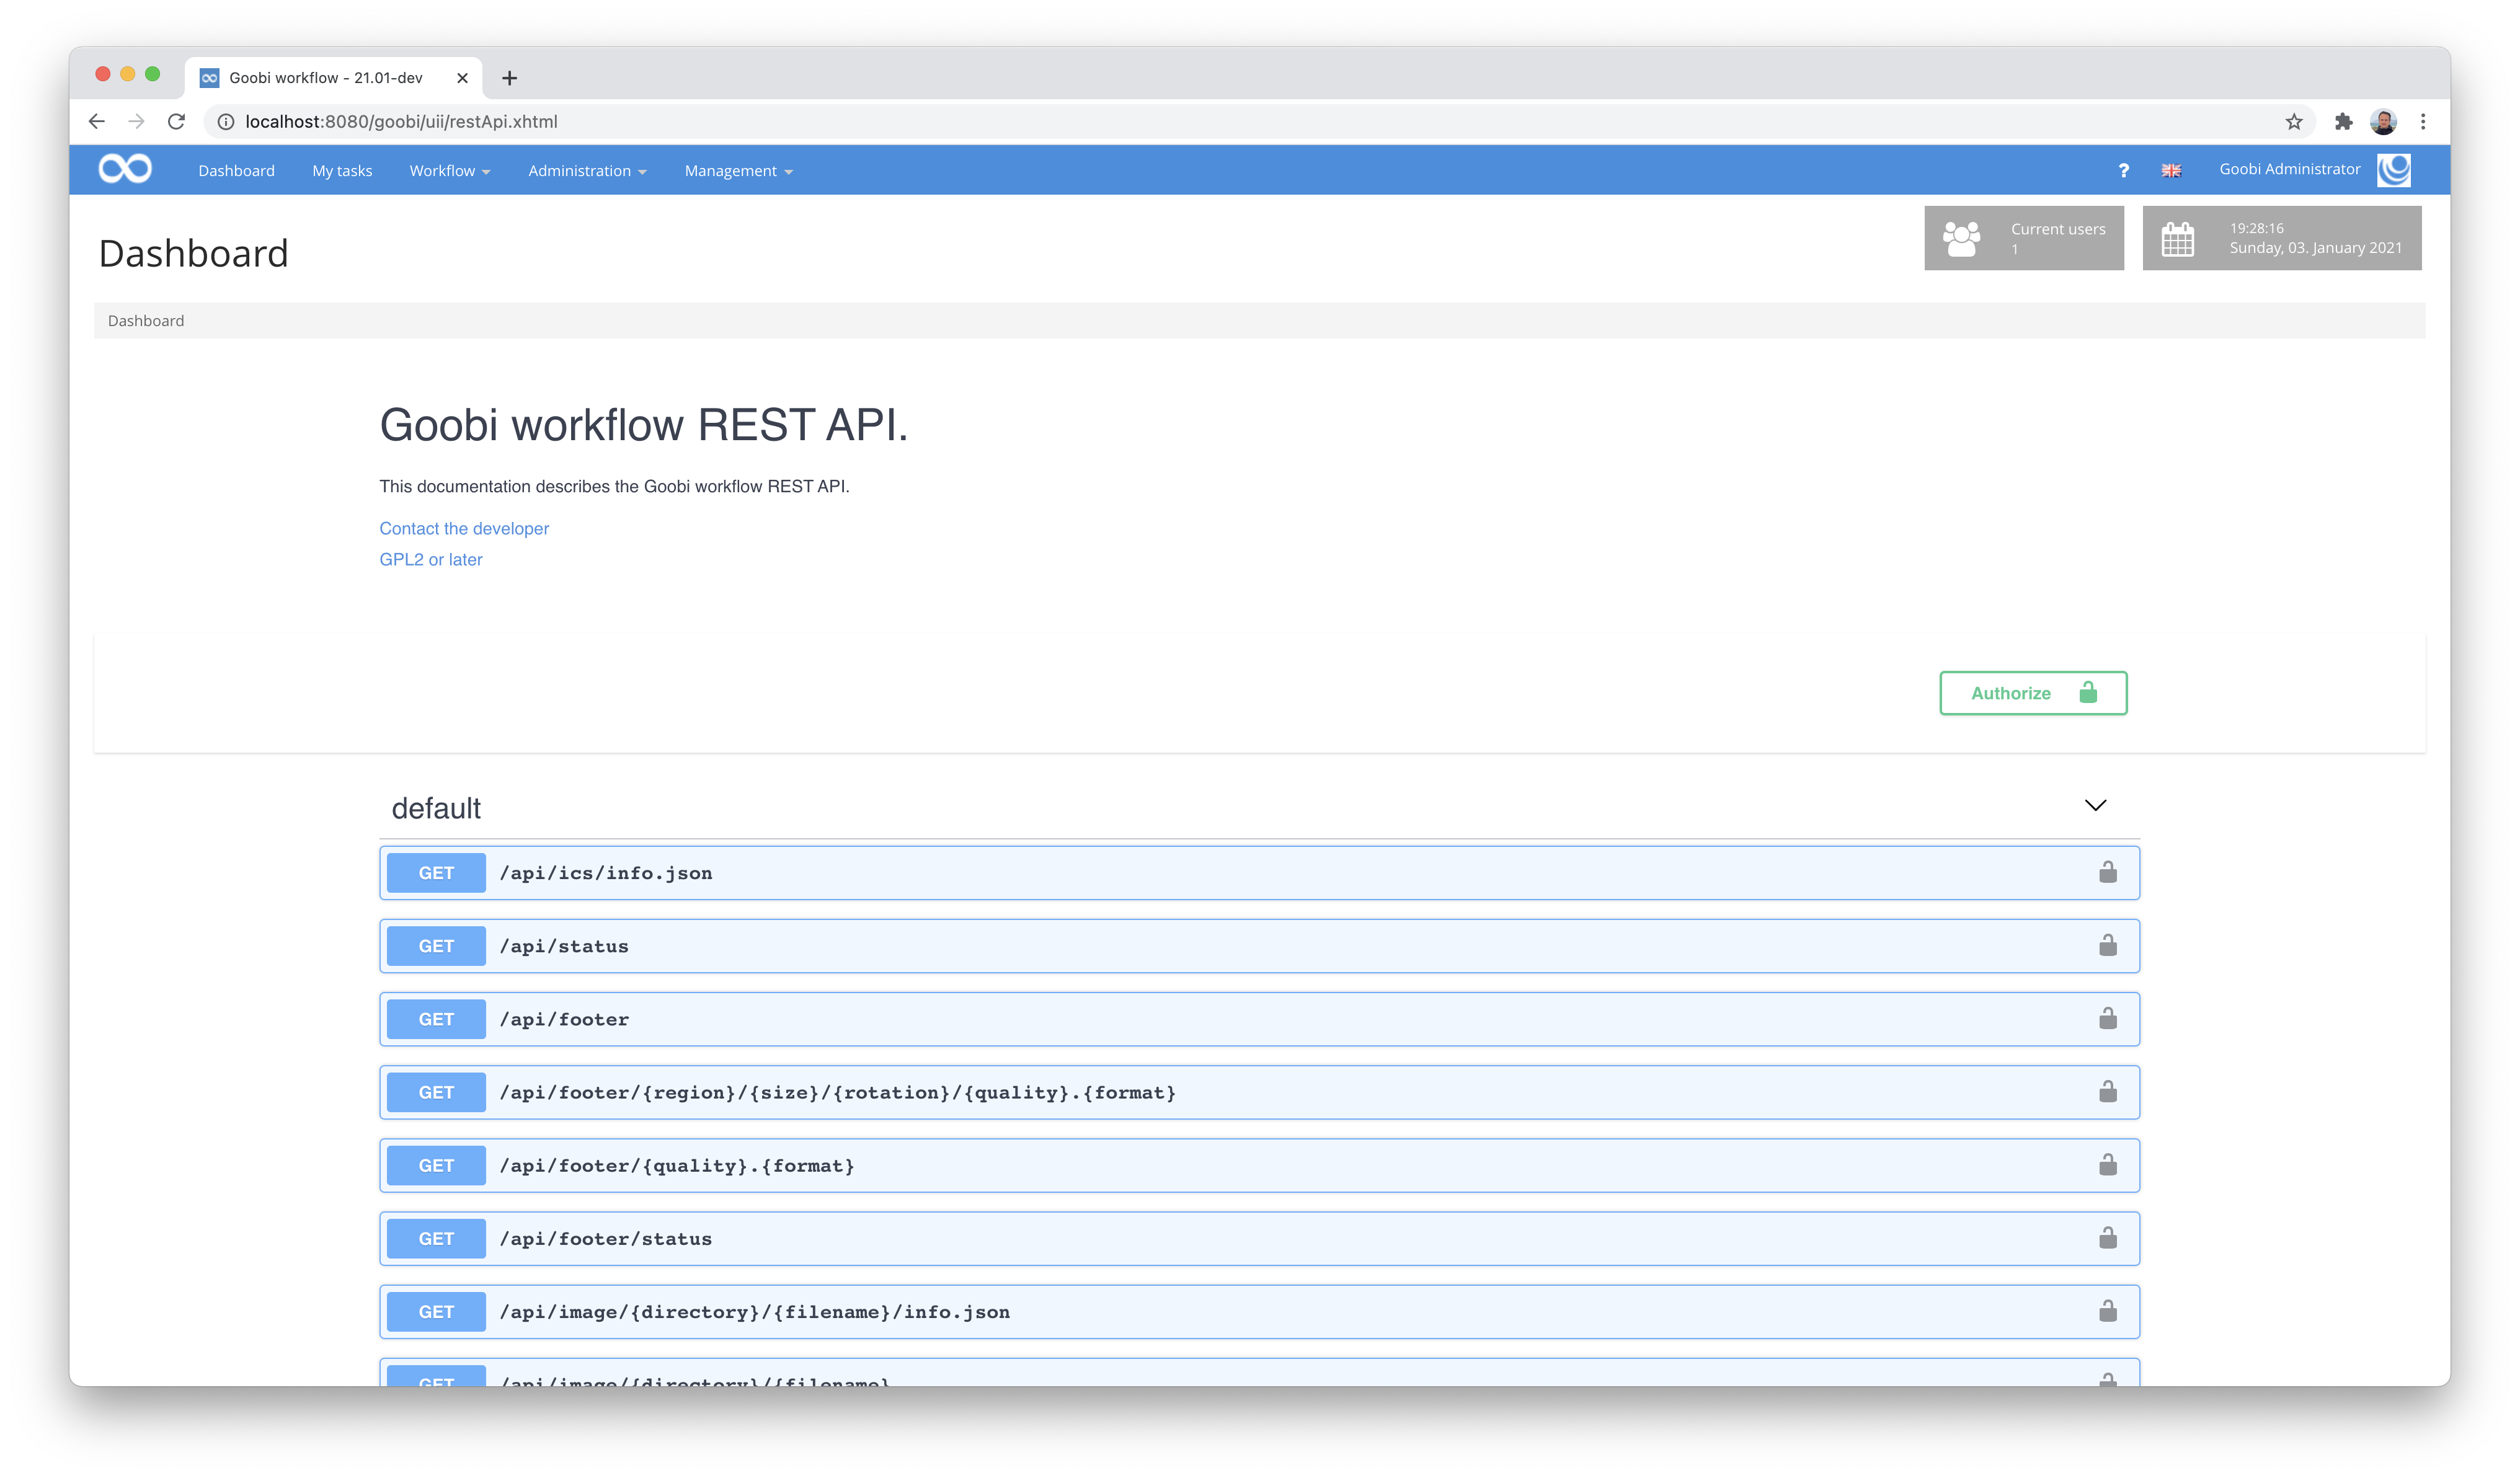 Goobi workflow - 21.01-dev
localhost:8080/goobi/uii/restApi.xhtml
Dashboard My tasks Workflow Administration Management ? Goobi Administrator
Dashboard
Current users
1
19:28:16
Sunday, 03. January 2021
Dashboard
Goobi workflow REST API.
This documentation describes the Goobi workflow REST API.
Contact the developer
GPL2 or later
Authorize
default
GET /api/ics/info.json
GET /api/status
GET /api/footer
GET /api/footer/{region}/{size}/{rotation}/{quality}.{format}
GET /api/footer/{quality}.{format}
GET /api/footer/status
GET /api/image/{directory}/{filename}/info.json
GET /api/image/{directory}/{filename}